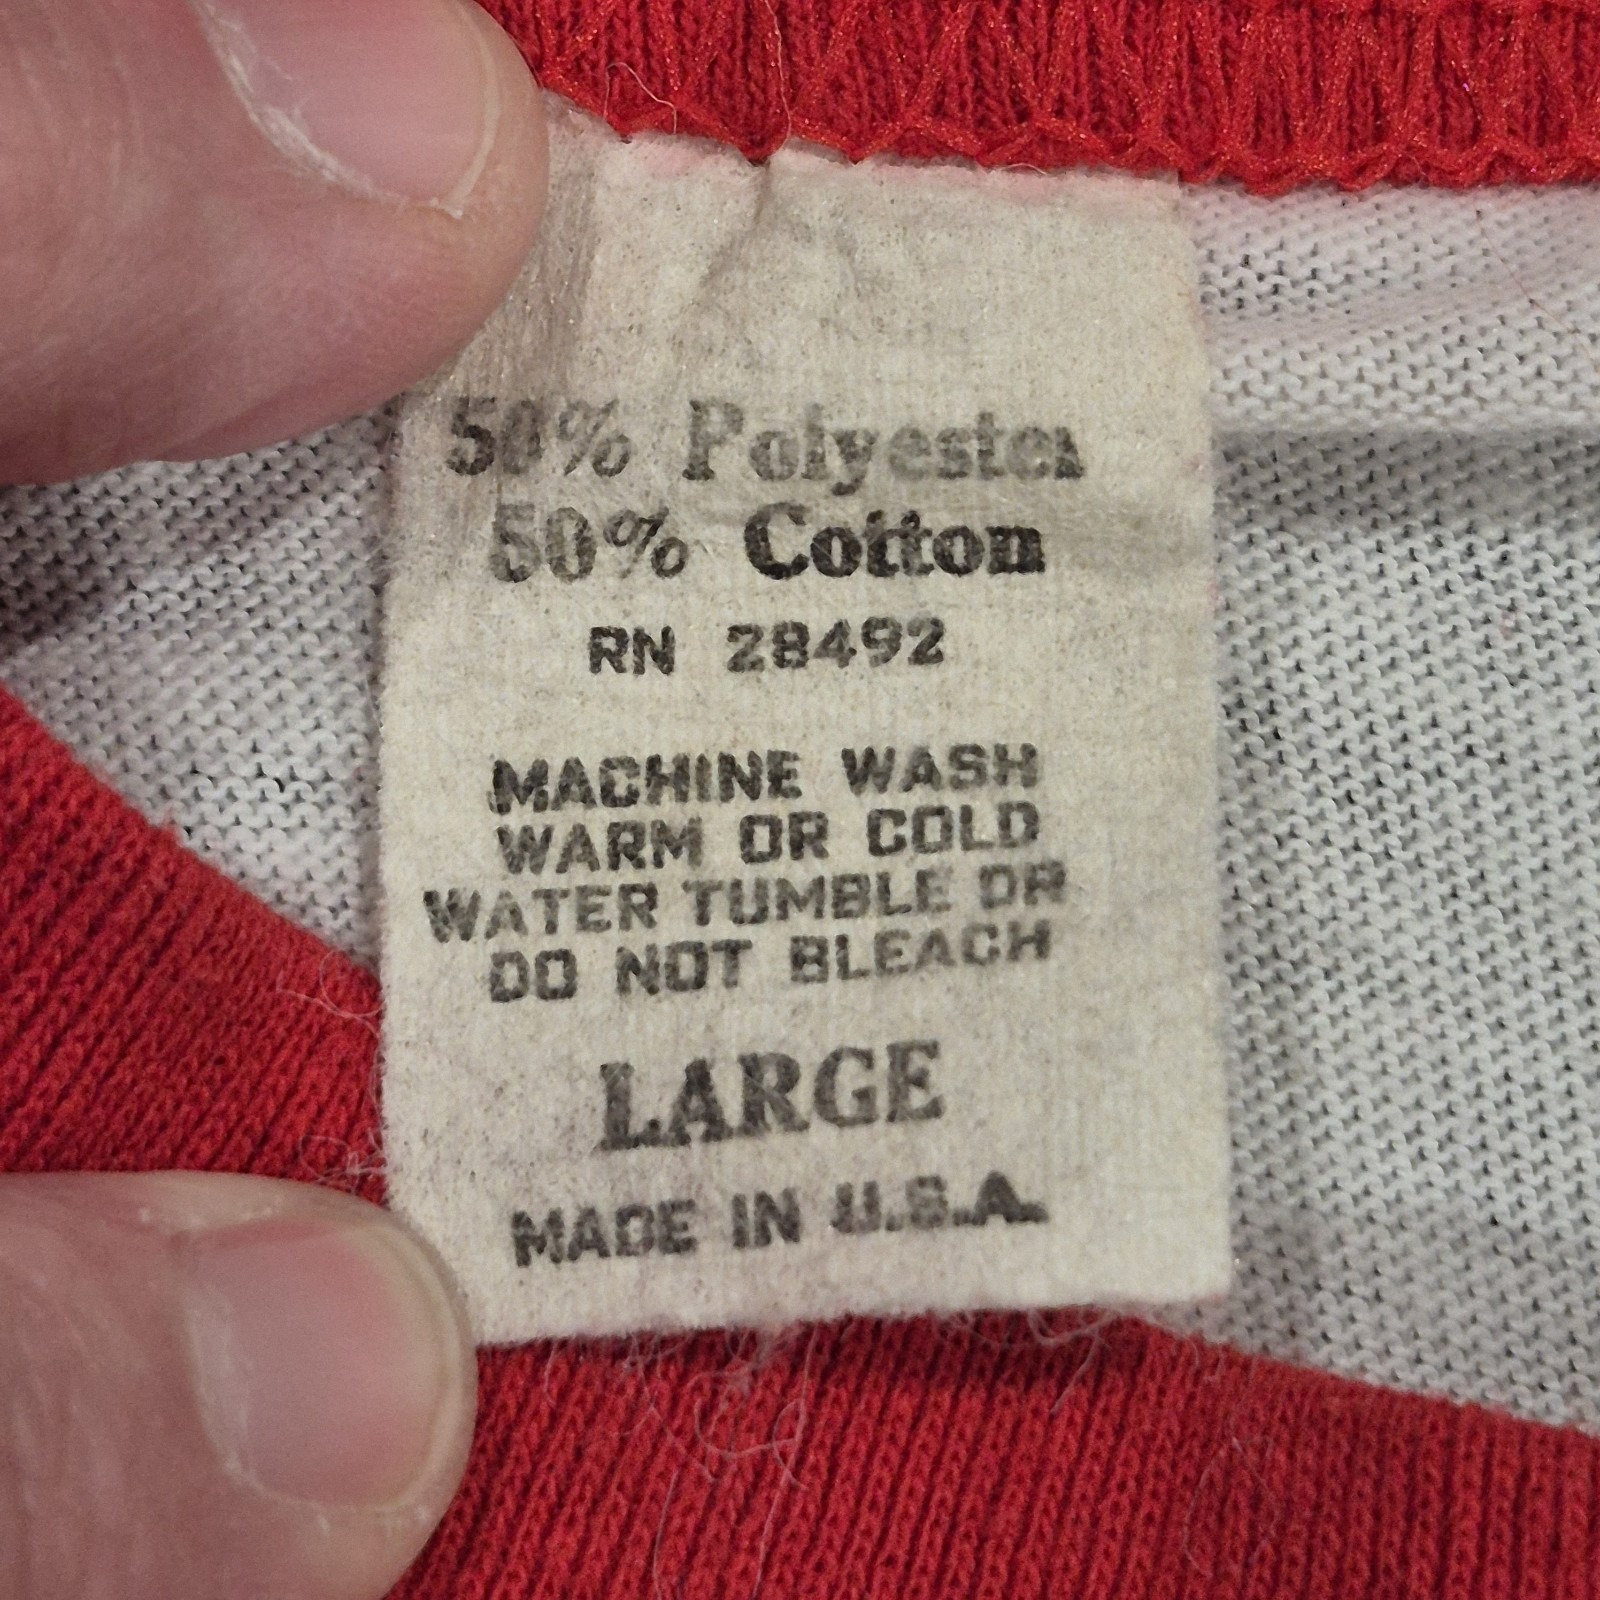 50% Polyester
50% Cotton
RN 28492
MACHINE WASH
WARM OR COLD
WATER TUMBLE DR
DO NOT BLEACH
LARGE
MADE IN U.S.A.